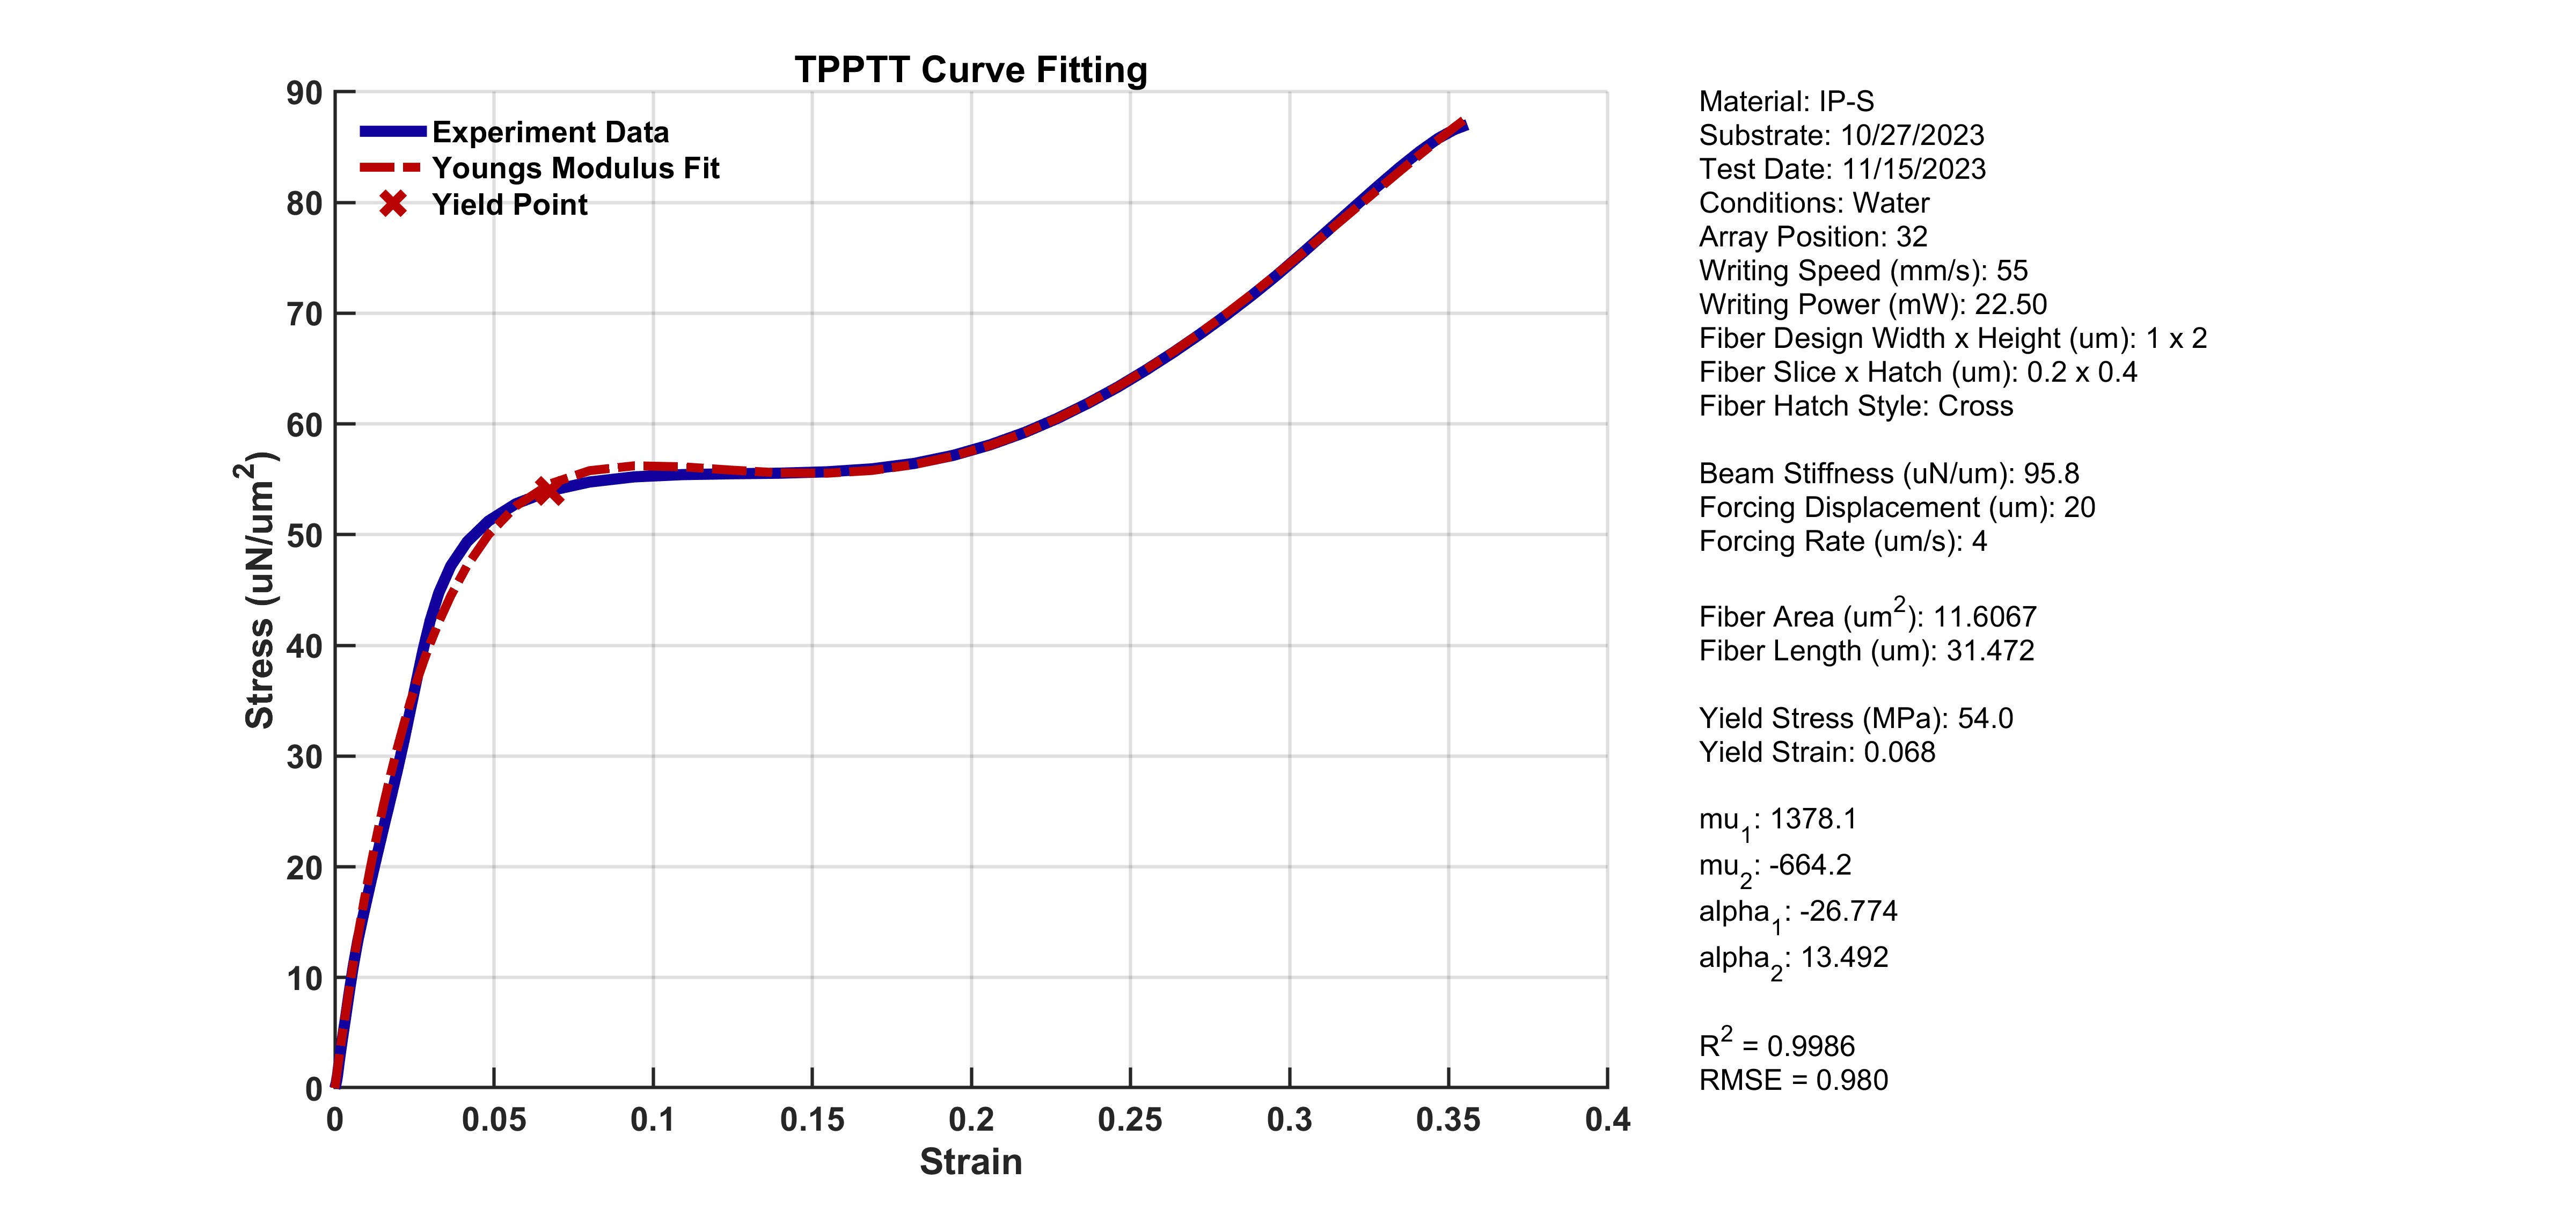 TPPTT Curve Fitting
90
80
70
60
50
40
30
20
10
0
Stress (uN/um²)
Experiment Data
Youngs Modulus Fit
Yield Point
0 0.05 0.1 0.15 0.2 0.25 0.3 0.35 0.4
Strain
Material: IP-S
Substrate: 10/27/2023
Test Date: 11/15/2023
Conditions: Water
Array Position: 32
Writing Speed (mm/s): 55
Writing Power (mW): 22.50
Fiber Design Width x Height (um): 1 x 2
Fiber Slice x Hatch (um): 0.2 x 0.4
Fiber Hatch Style: Cross
Beam Stiffness (uN/um): 95.8
Forcing Displacement (um): 20
Forcing Rate (um/s): 4
Fiber Area (um²): 11.6067
Fiber Length (um): 31.472
Yield Stress (MPa): 54.0
Yield Strain: 0.068
mu₁: 1378.1
mu₂: -664.2
alpha₁: -26.774
alpha₂: 13.492
R² = 0.9986
RMSE = 0.980